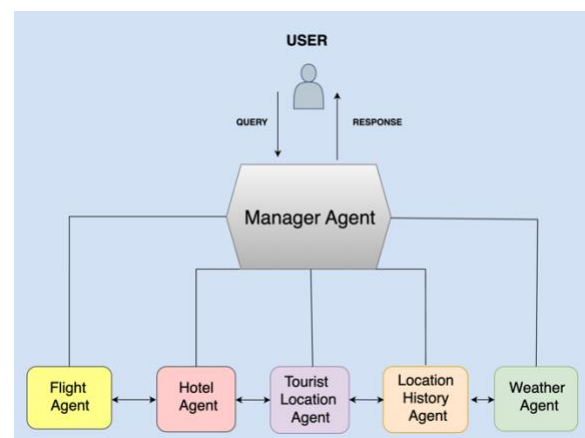 USER
QUERY
RESPONSE
Manager Agent
Flight
Agent
Hotel
Agent
Tourist
Location
Agent
Location
History
Agent
Weather
Agent